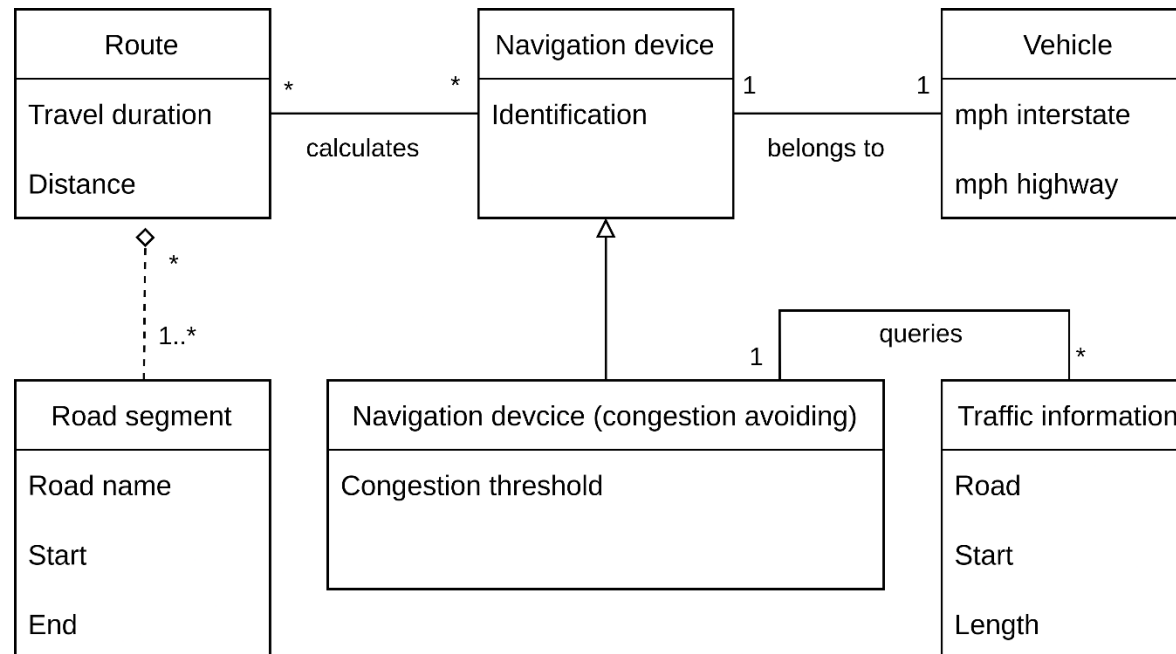 Route
Travel duration
Distance
*
*
calculates
Navigation device
Identification
1
1
belongs to
Vehicle
mph interstate
mph highway
*
1..*
Road segment
Road name
Start
End
Navigation devcice (congestion avoiding)
Congestion threshold
1
queries
*
Traffic information
Road
Start
Length